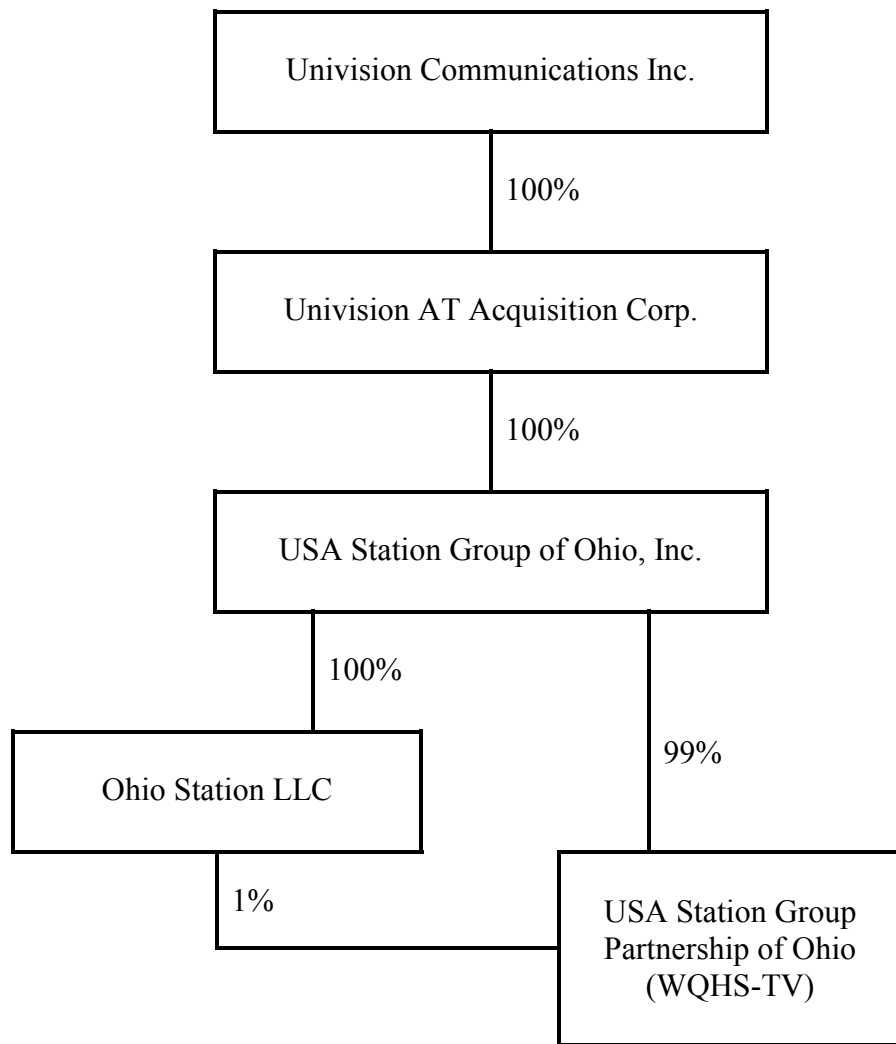 Univision Communications Inc.
100%
Univision AT Acquisition Corp.
100%
USA Station Group of Ohio, Inc.
100%
99%
Ohio Station LLC
1%
USA Station Group
Partnership of Ohio
(WQHS-TV)